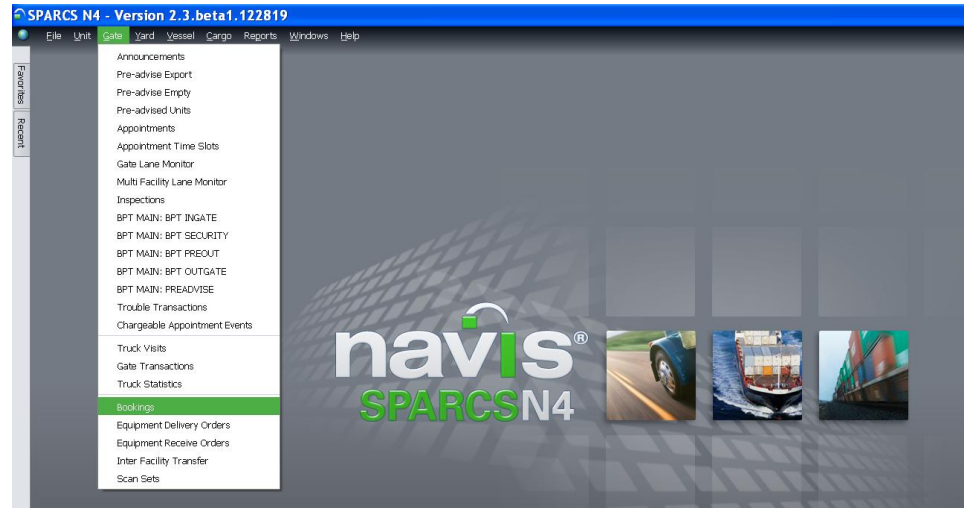 SPARCS N4 - Version 2.3.beta1.122819
File Unit Gate Yard Vessel Cargo Reports Windows Help
Favorites
Recent
Announcements
Pre-advise Export
Pre-advise Empty
Pre-advised Units
Appointments
Appointment Time Slots
Gate Lane Monitor
Multi Facility Lane Monitor
Inspections
BPT MAIN: BPT INGATE
BPT MAIN: BPT SECURITY
BPT MAIN: BPT PREOUT
BPT MAIN: BPT OUTGATE
BPT MAIN: PREADVISE
Trouble Transactions
Chargeable Appointment Events
Truck Visits
Gate Transactions
Truck Statistics
Bookings
Equipment Delivery Orders
Equipment Receive Orders
Inter Facility Transfer
Scan Sets
navis®
SPARCSN4